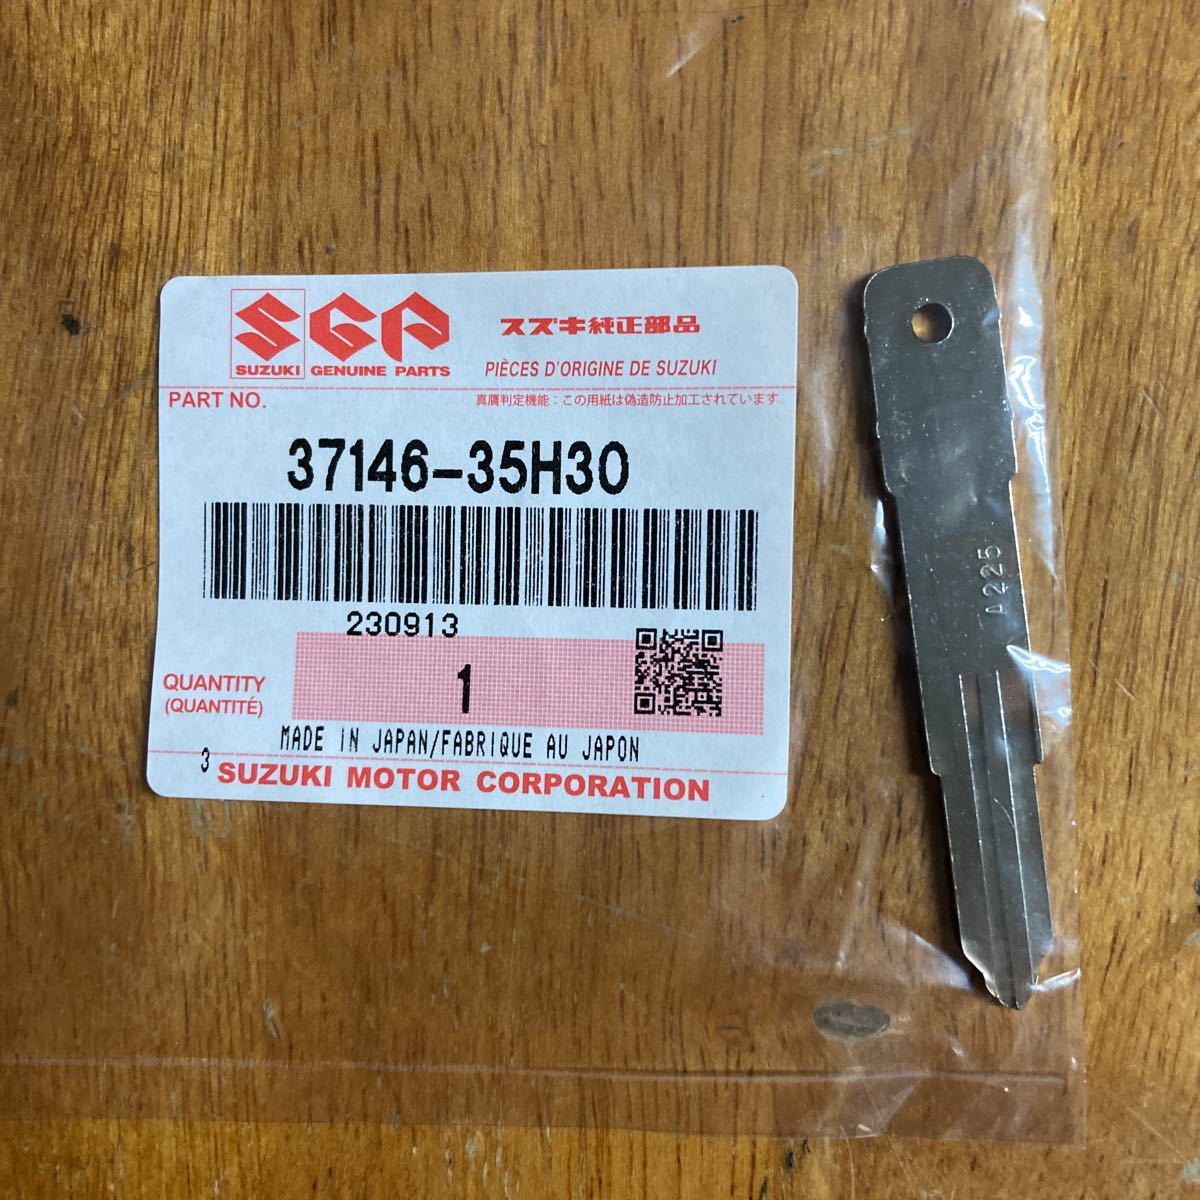 SGP
SUZUKI GENUINE PARTS
スズキ純正部品
PIÈCES D'ORIGINE DE SUZUKI
PART NO.
真贋判定機能：この用紙は偽造防止加工されています
37146-35H30
230913
QUANTITY
(QUANTITÉ)
1
MADE IN JAPAN/FABRIQUE AU JAPON
3
SUZUKI MOTOR CORPORATION
A225